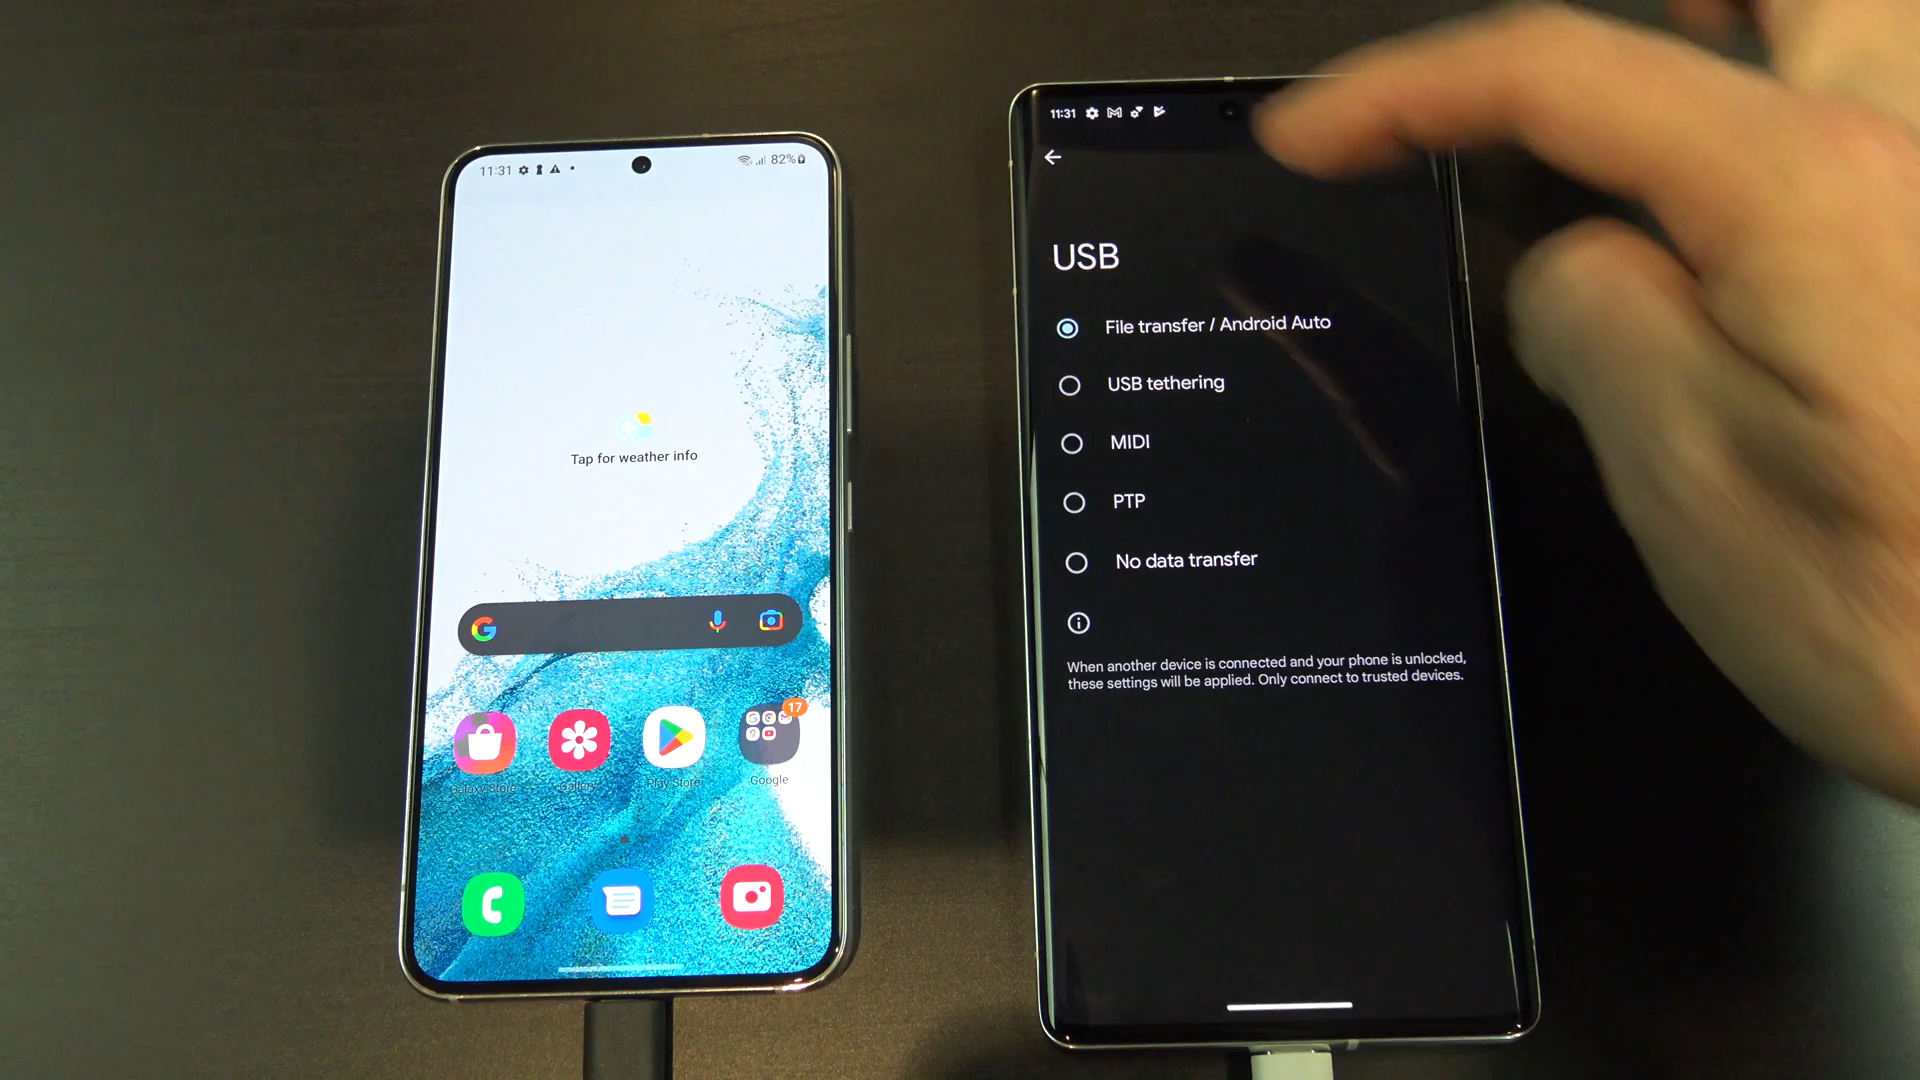 11:31
82%
Tap for weather info
17
Galaxy Store
Gallery
Play Store
Google
11:31
USB
File transfer / Android Auto
USB tethering
MIDI
PTP
No data transfer
When another device is connected and your phone is unlocked,
these settings will be applied. Only connect to trusted devices.